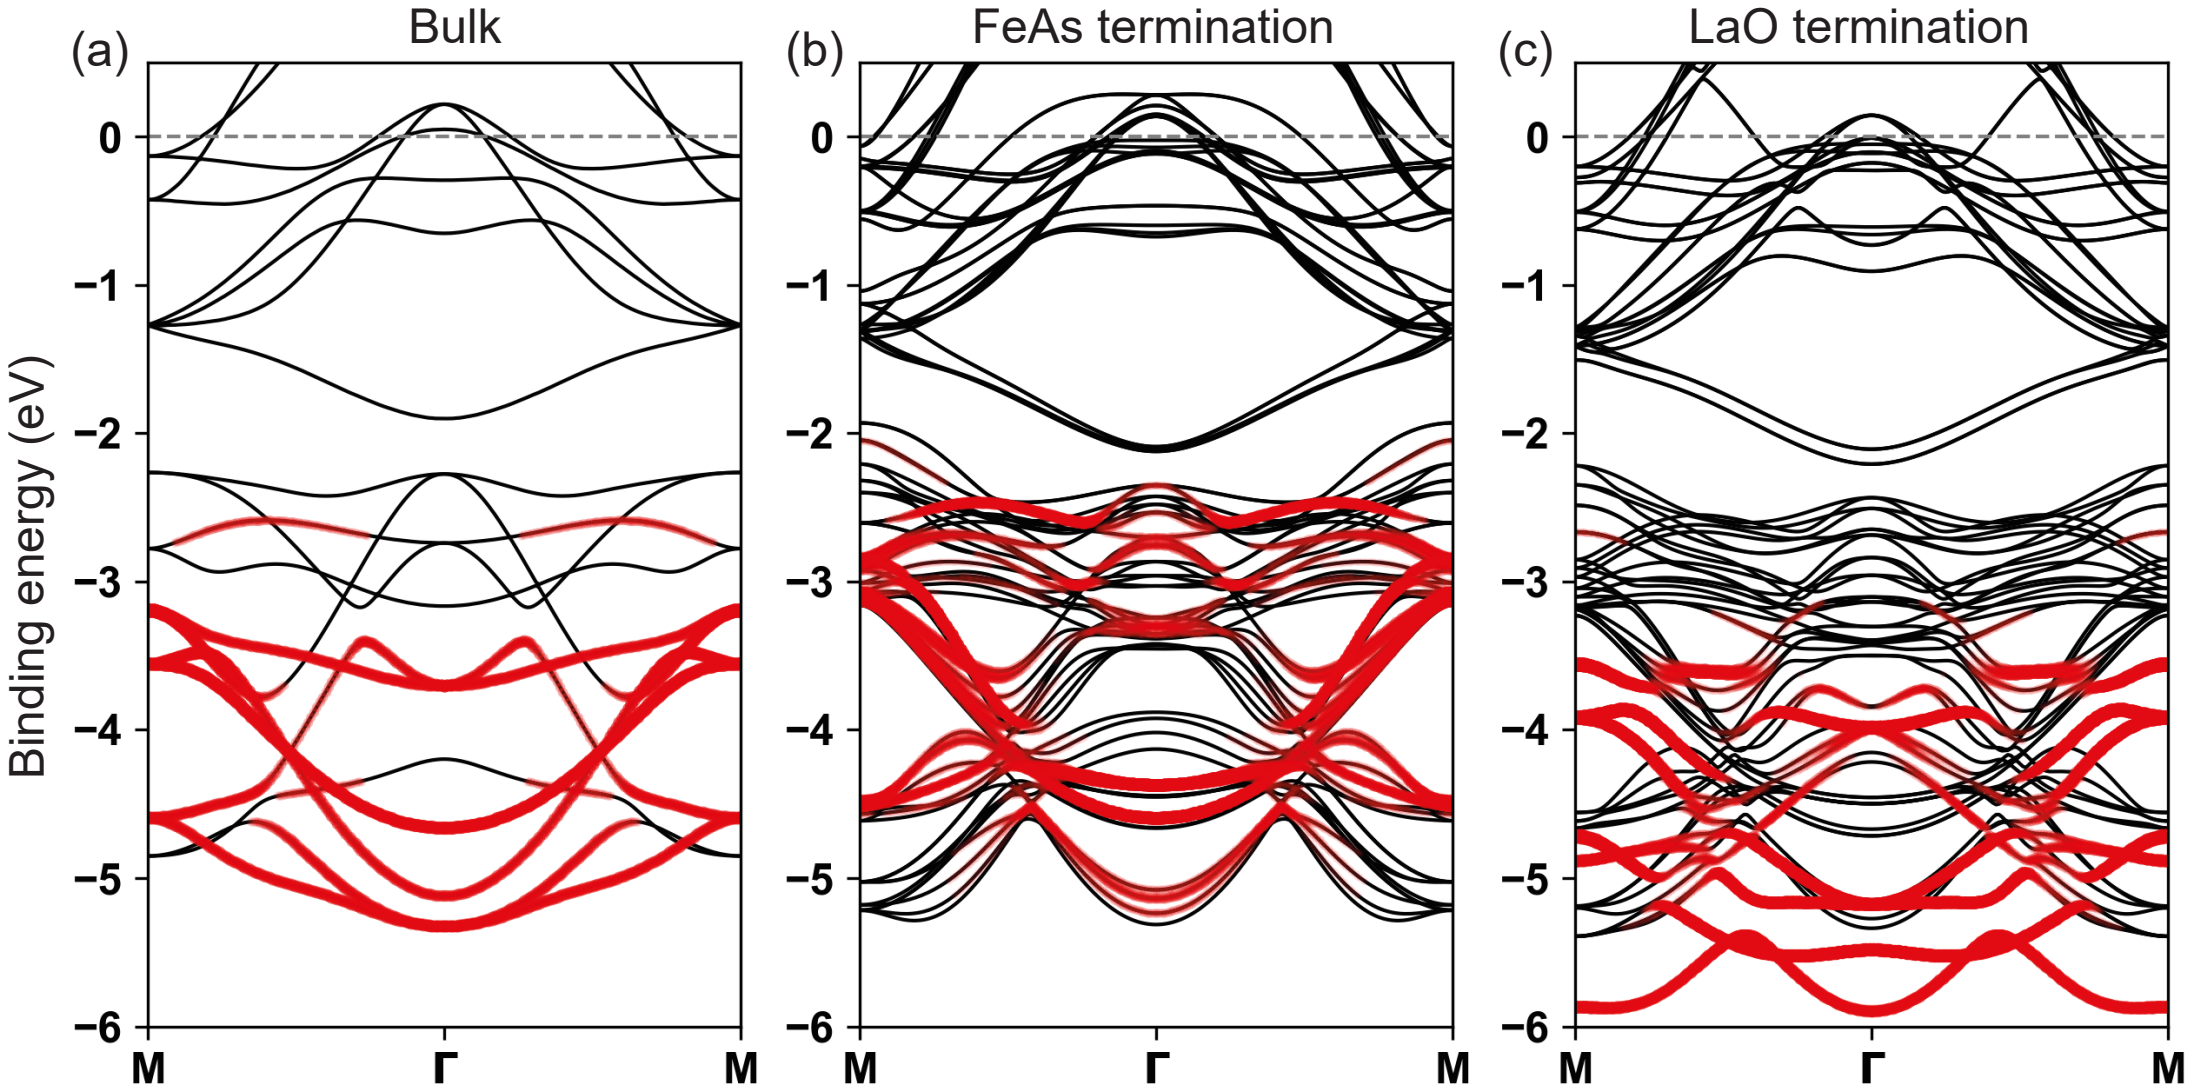 Bulk
FeAs termination
LaO termination
(a)
(b)
(c)
Binding energy (eV)
0
−1
−2
−3
−4
−5
−6
M Γ M
0
−1
−2
−3
−4
−5
−6
M Γ M
0
−1
−2
−3
−4
−5
−6
M Γ M